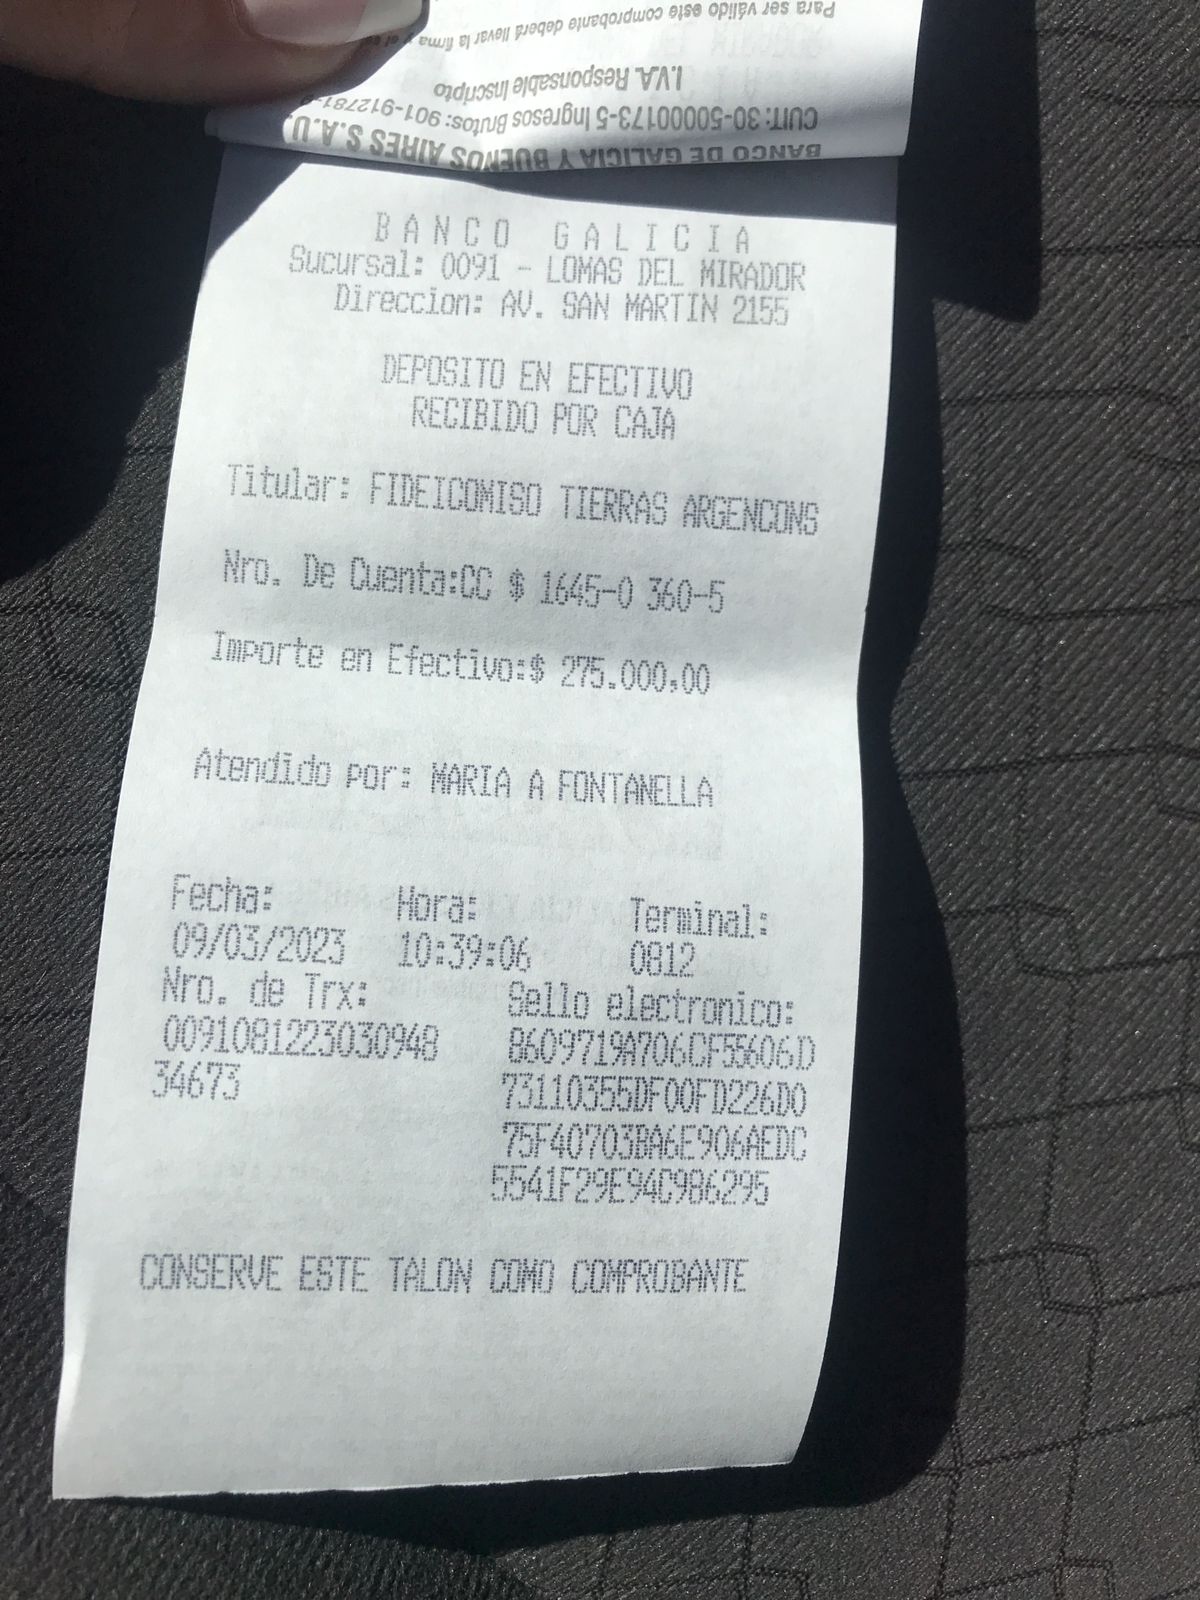 Para ser válido este comprobante deberá llevar la firma y el
I.V.A. Responsable Inscripto
CUIT: 30-50000173-5 Ingresos Brutos: 901-912781-
BANCO DE GALICIA Y BUENOS AIRES S.A.U.
BANCO GALICIA
Sucursal: 0091 - LOMAS DEL MIRADOR
Direccion: AV. SAN MARTIN 2155
DEPOSITO EN EFECTIVO
RECIBIDO POR CAJA
Titular: FIDEICOMISO TIERRAS ARGENCONS
Nro. De Cuenta:CC $ 1645-0 360-5
Importe en Efectivo:$ 275.000,00
Atendido por: MARIA A FONTANELLA
Fecha: Hora: Terminal:
09/03/2023 10:39:06 0812
Nro. de Trx: Sello electronico:
0091081223030948 8609719A706CF55606D
34673 73110355DF00FD226D0
75F40703BA6E906AEDC
5541F29E94C986295
CONSERVE ESTE TALON COMO COMPROBANTE